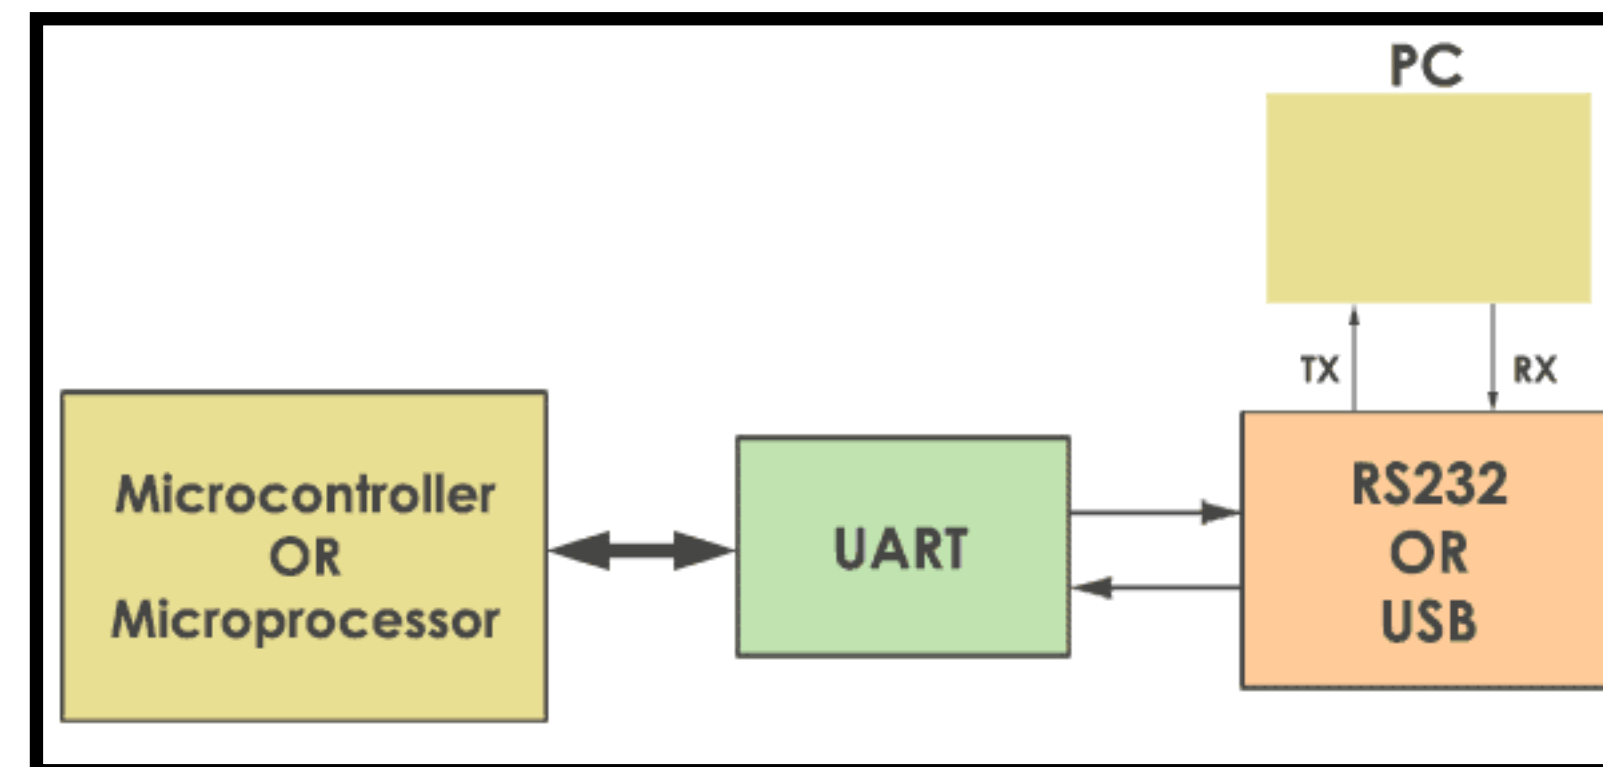 PC
TX
RX
Microcontroller
OR
Microprocessor
UART
RS232
OR
USB